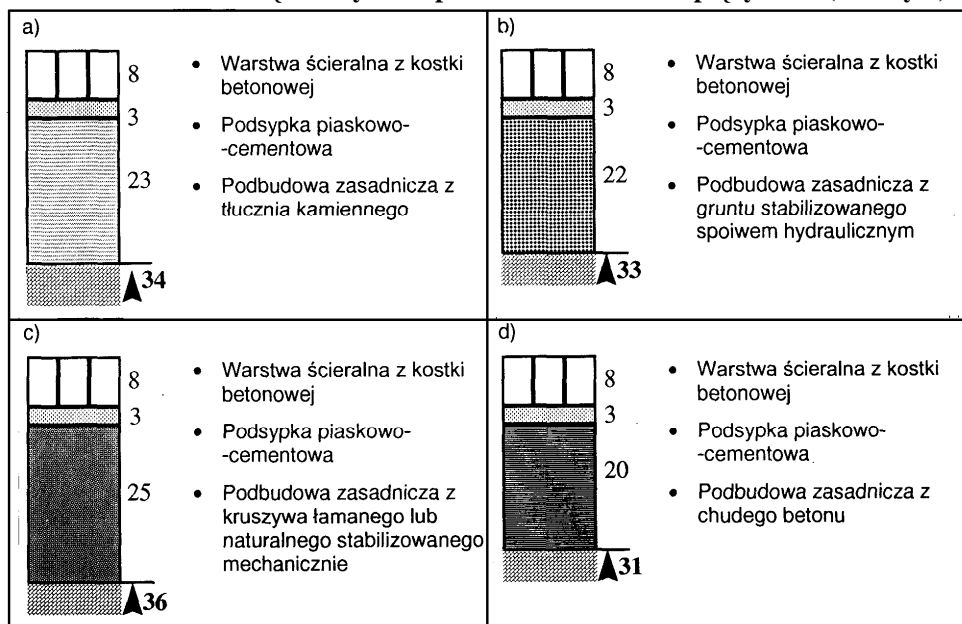 a)
8
3
23
34
• Warstwa ścieralna z kostki
betonowej
• Podsypka piaskowo-
-cementowa
• Podbudowa zasadnicza z
tłucznia kamiennego
b)
8
3
22
33
• Warstwa ścieralna z kostki
betonowej
• Podsypka piaskowo-
-cementowa
• Podbudowa zasadnicza z
gruntu stabilizowanego
spoiwem hydraulicznym
c)
8
3
25
36
• Warstwa ścieralna z kostki
betonowej
• Podsypka piaskowo-
-cementowa
• Podbudowa zasadnicza z
kruszywa łamanego lub
naturalnego stabilizowanego
mechanicznie
d)
8
3
20
31
• Warstwa ścieralna z kostki
betonowej
• Podsypka piaskowo-
-cementowa
• Podbudowa zasadnicza z
chudego betonu